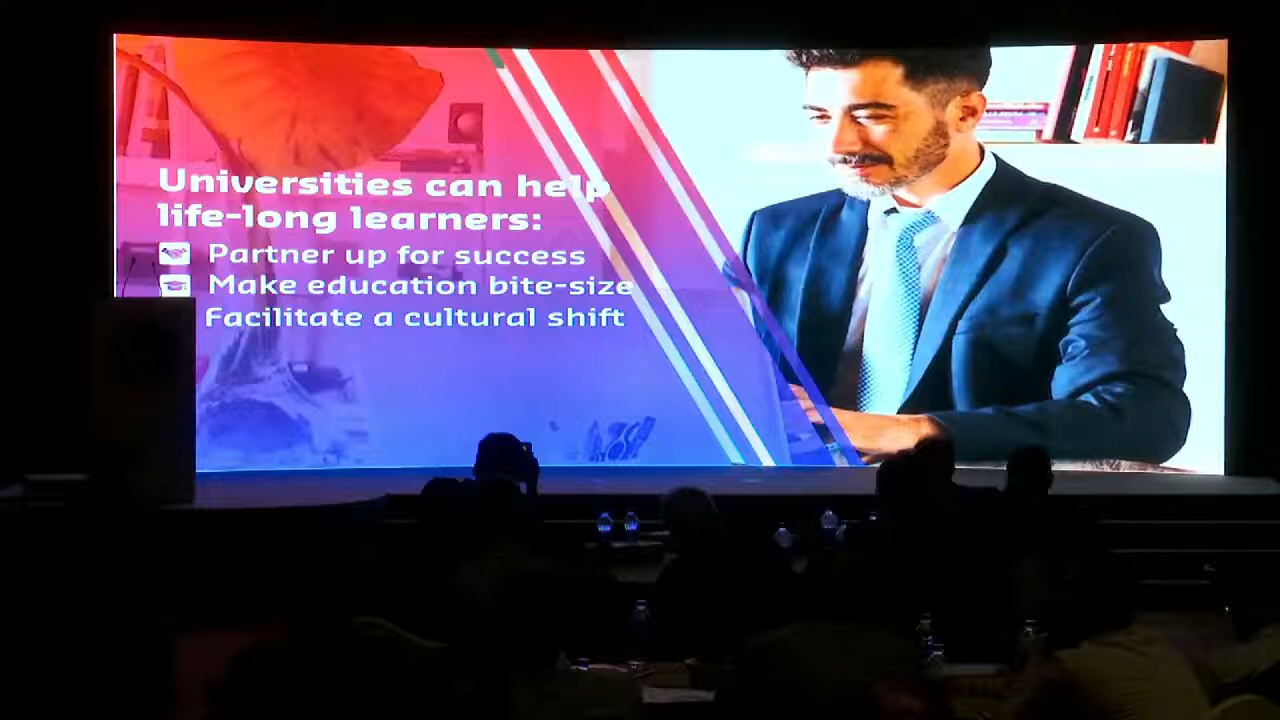 Universities can help
life-long learners:
Partner up for success
Make education bite-size
Facilitate a cultural shift